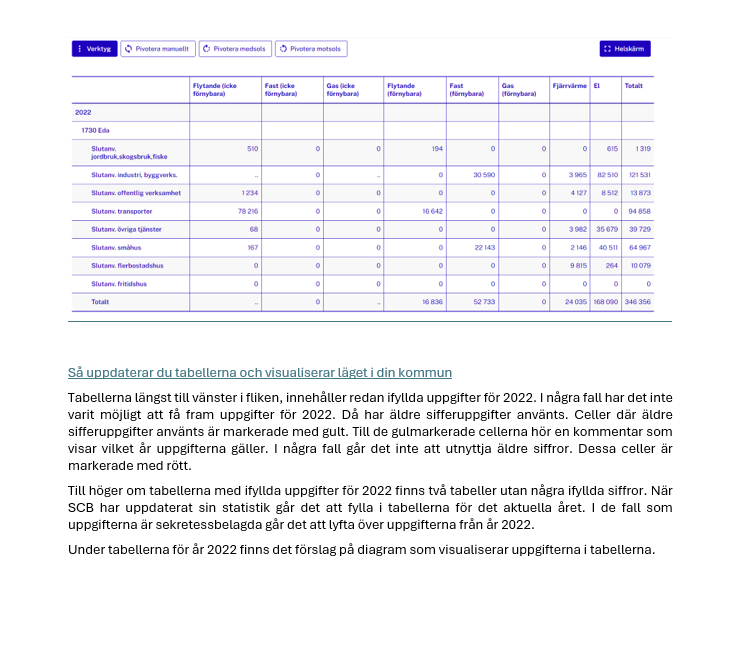 Verktyg Pivotera manuellt Pivotera medsols Pivotera motsols Helskärm
Flytande (icke förnybara) Fast (icke förnybara) Gas (icke förnybara) Flytande (förnybara) Fast (förnybara) Gas (förnybara) Fjärrvärme El Totalt
2022
1730 Eda
Slutanv. jordbruk,skogsbruk,fiske 510 0 0 194 0 0 0 615 1 319
Slutanv. industri, byggverks. .. 0 .. 0 30 590 0 3 965 82 510 121 531
Slutanv. offentlig verksamhet 1 234 0 0 0 0 0 4 127 8 512 13 873
Slutanv. transporter 78 216 0 0 16 642 0 0 0 0 94 858
Slutanv. övriga tjänster 68 0 0 0 0 0 3 982 35 679 39 729
Slutanv. småhus 167 0 0 0 22 143 0 2 146 40 511 64 967
Slutanv. flerbostadshus 0 0 0 0 0 0 9 815 264 10 079
Slutanv. fritidshus 0 0 0 0 0 0 0 0 0
Totalt .. 0 .. 16 836 52 733 0 24 035 168 090 346 356
Så uppdaterar du tabellerna och visualiserar läget i din kommun
Tabellerna längst till vänster i fliken, innehåller redan ifyllda uppgifter för 2022. I några fall har det inte
varit möjligt att få fram uppgifter för 2022. Då har äldre sifferuppgifter använts. Celler där äldre
sifferuppgifter använts är markerade med gult. Till de gulmarkerade cellerna hör en kommentar som
visar vilket år uppgifterna gäller. I några fall går det inte att utnyttja äldre siffror. Dessa celler är
markerade med rött.
Till höger om tabellerna med ifyllda uppgifter för 2022 finns två tabeller utan några ifyllda siffror. När
SCB har uppdaterat sin statistik går det att fylla i tabellerna för det aktuella året. I de fall som
uppgifterna är sekretessbelagda går det att lyfta över uppgifterna från år 2022.
Under tabellerna för år 2022 finns det förslag på diagram som visualiserar uppgifterna i tabellerna.